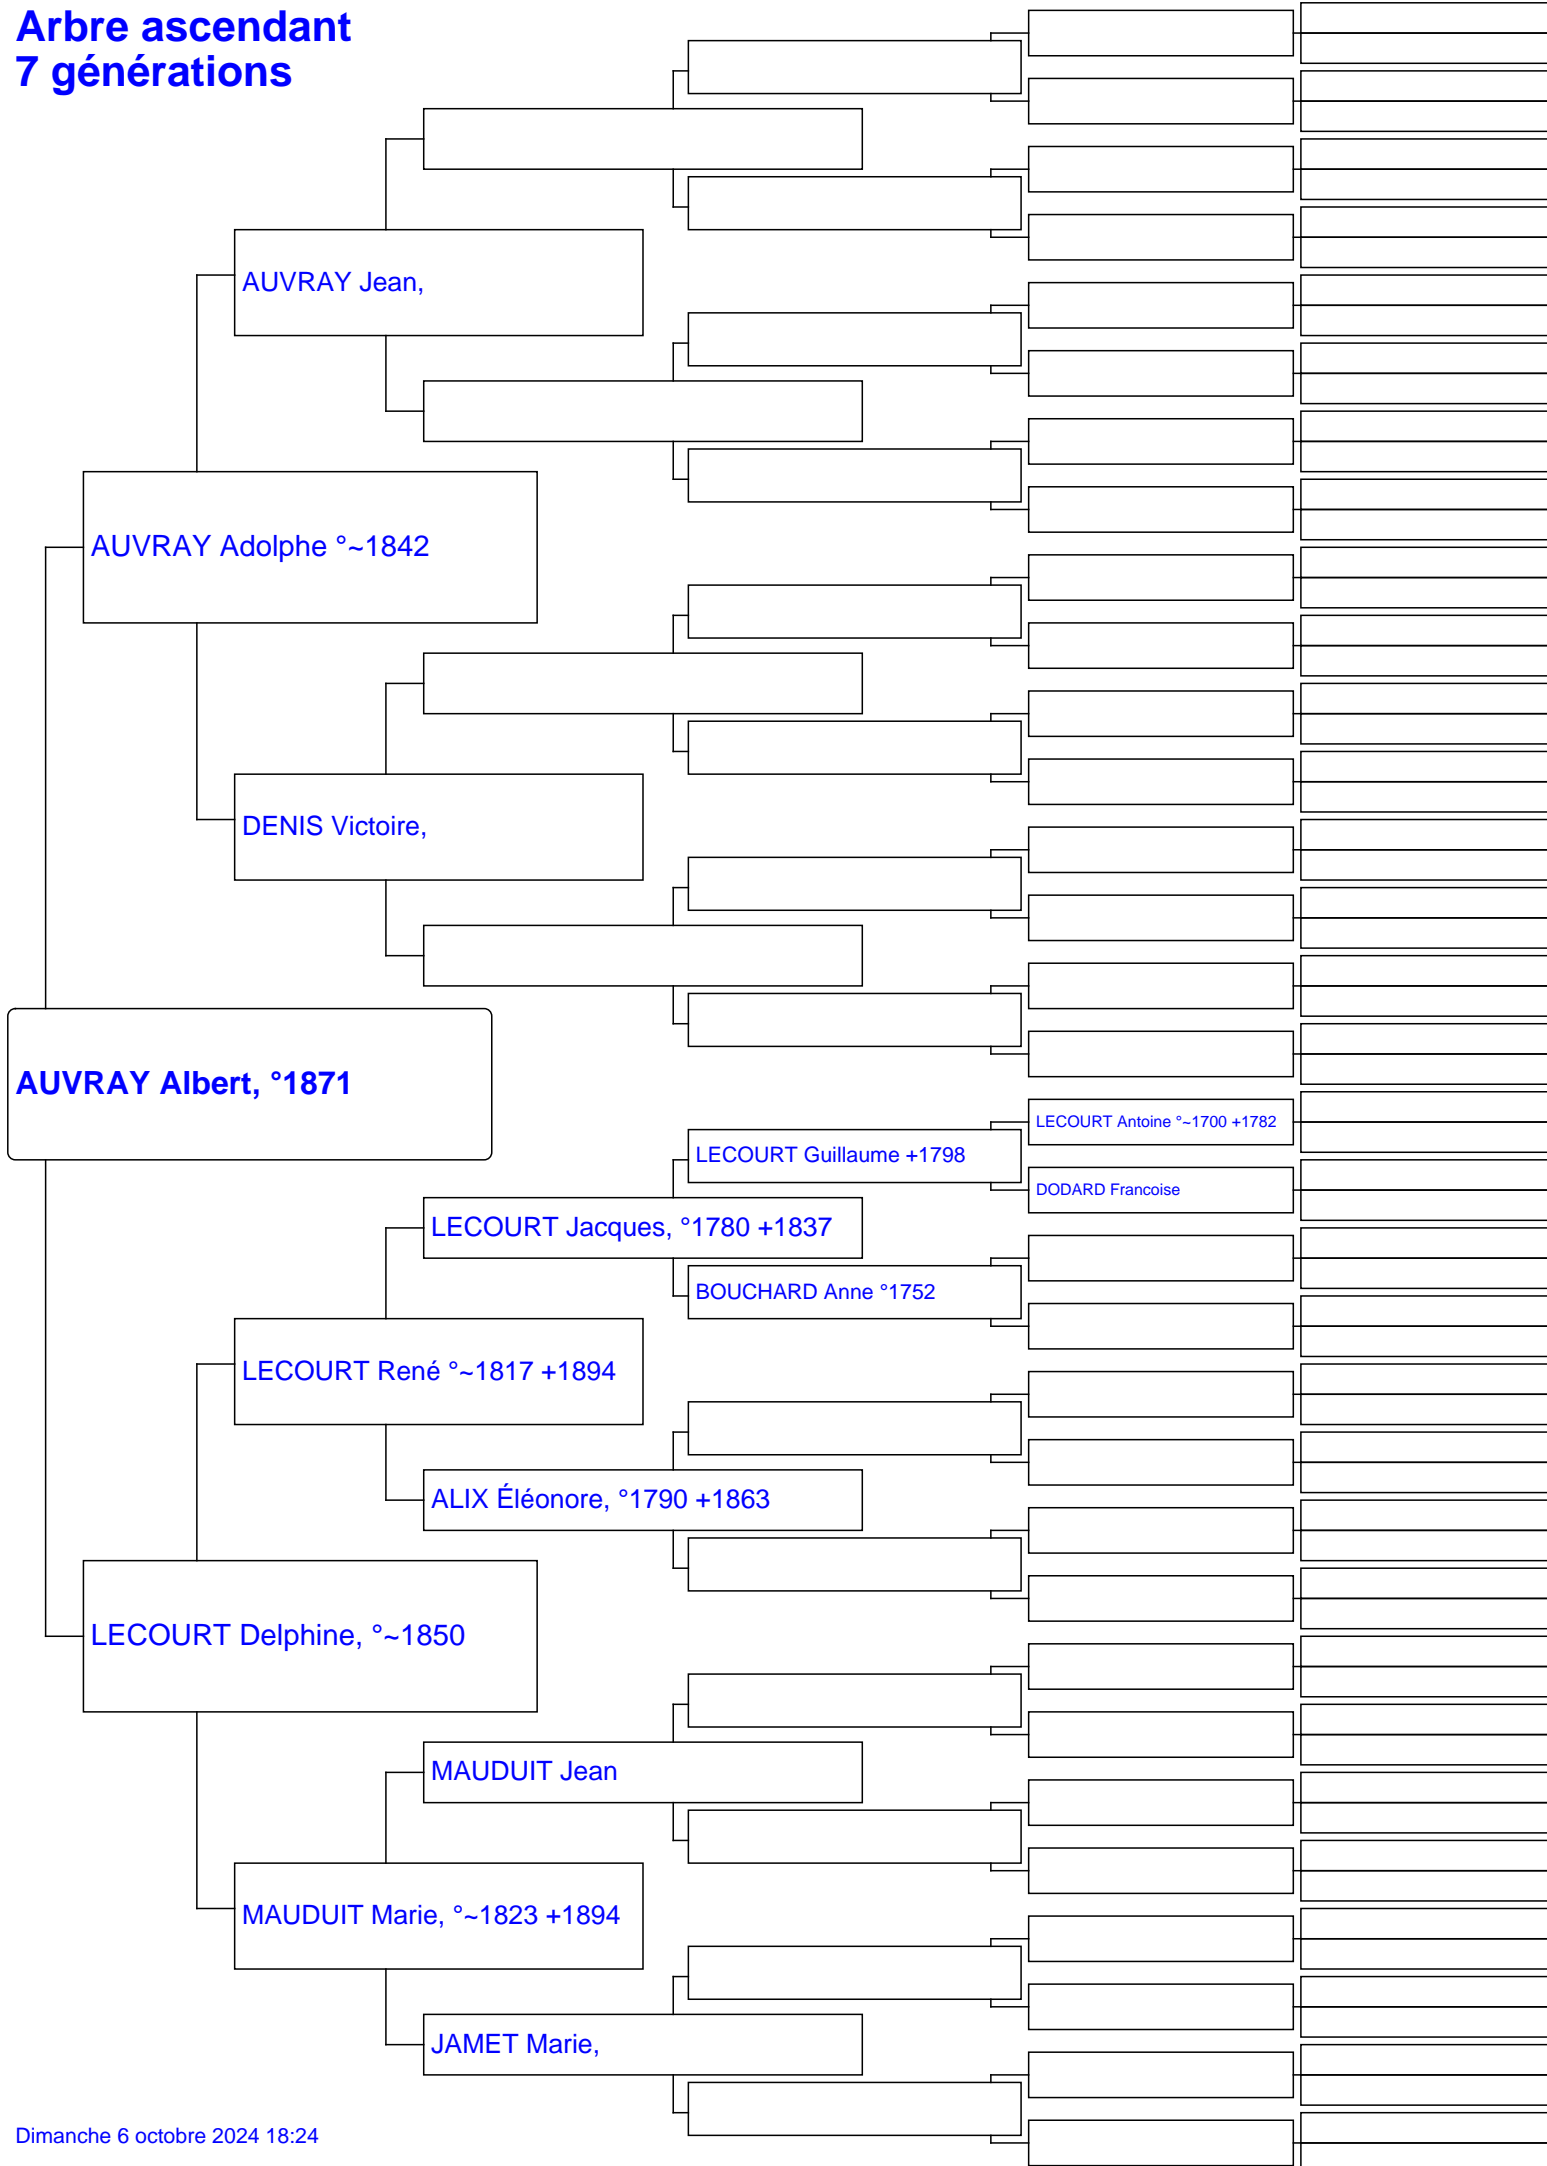 Arbre ascendant
7 générations
AUVRAY Jean,
AUVRAY Adolphe °~1842
DENIS Victoire,
AUVRAY Albert, °1871
LECOURT Antoine °~1700 +1782
LECOURT Guillaume +1798
DODARD Francoise
LECOURT Jacques, °1780 +1837
BOUCHARD Anne °1752
LECOURT René °~1817 +1894
ALIX Éléonore, °1790 +1863
LECOURT Delphine, °~1850
MAUDUIT Jean
MAUDUIT Marie, °~1823 +1894
JAMET Marie,
Dimanche 6 octobre 2024 18:24